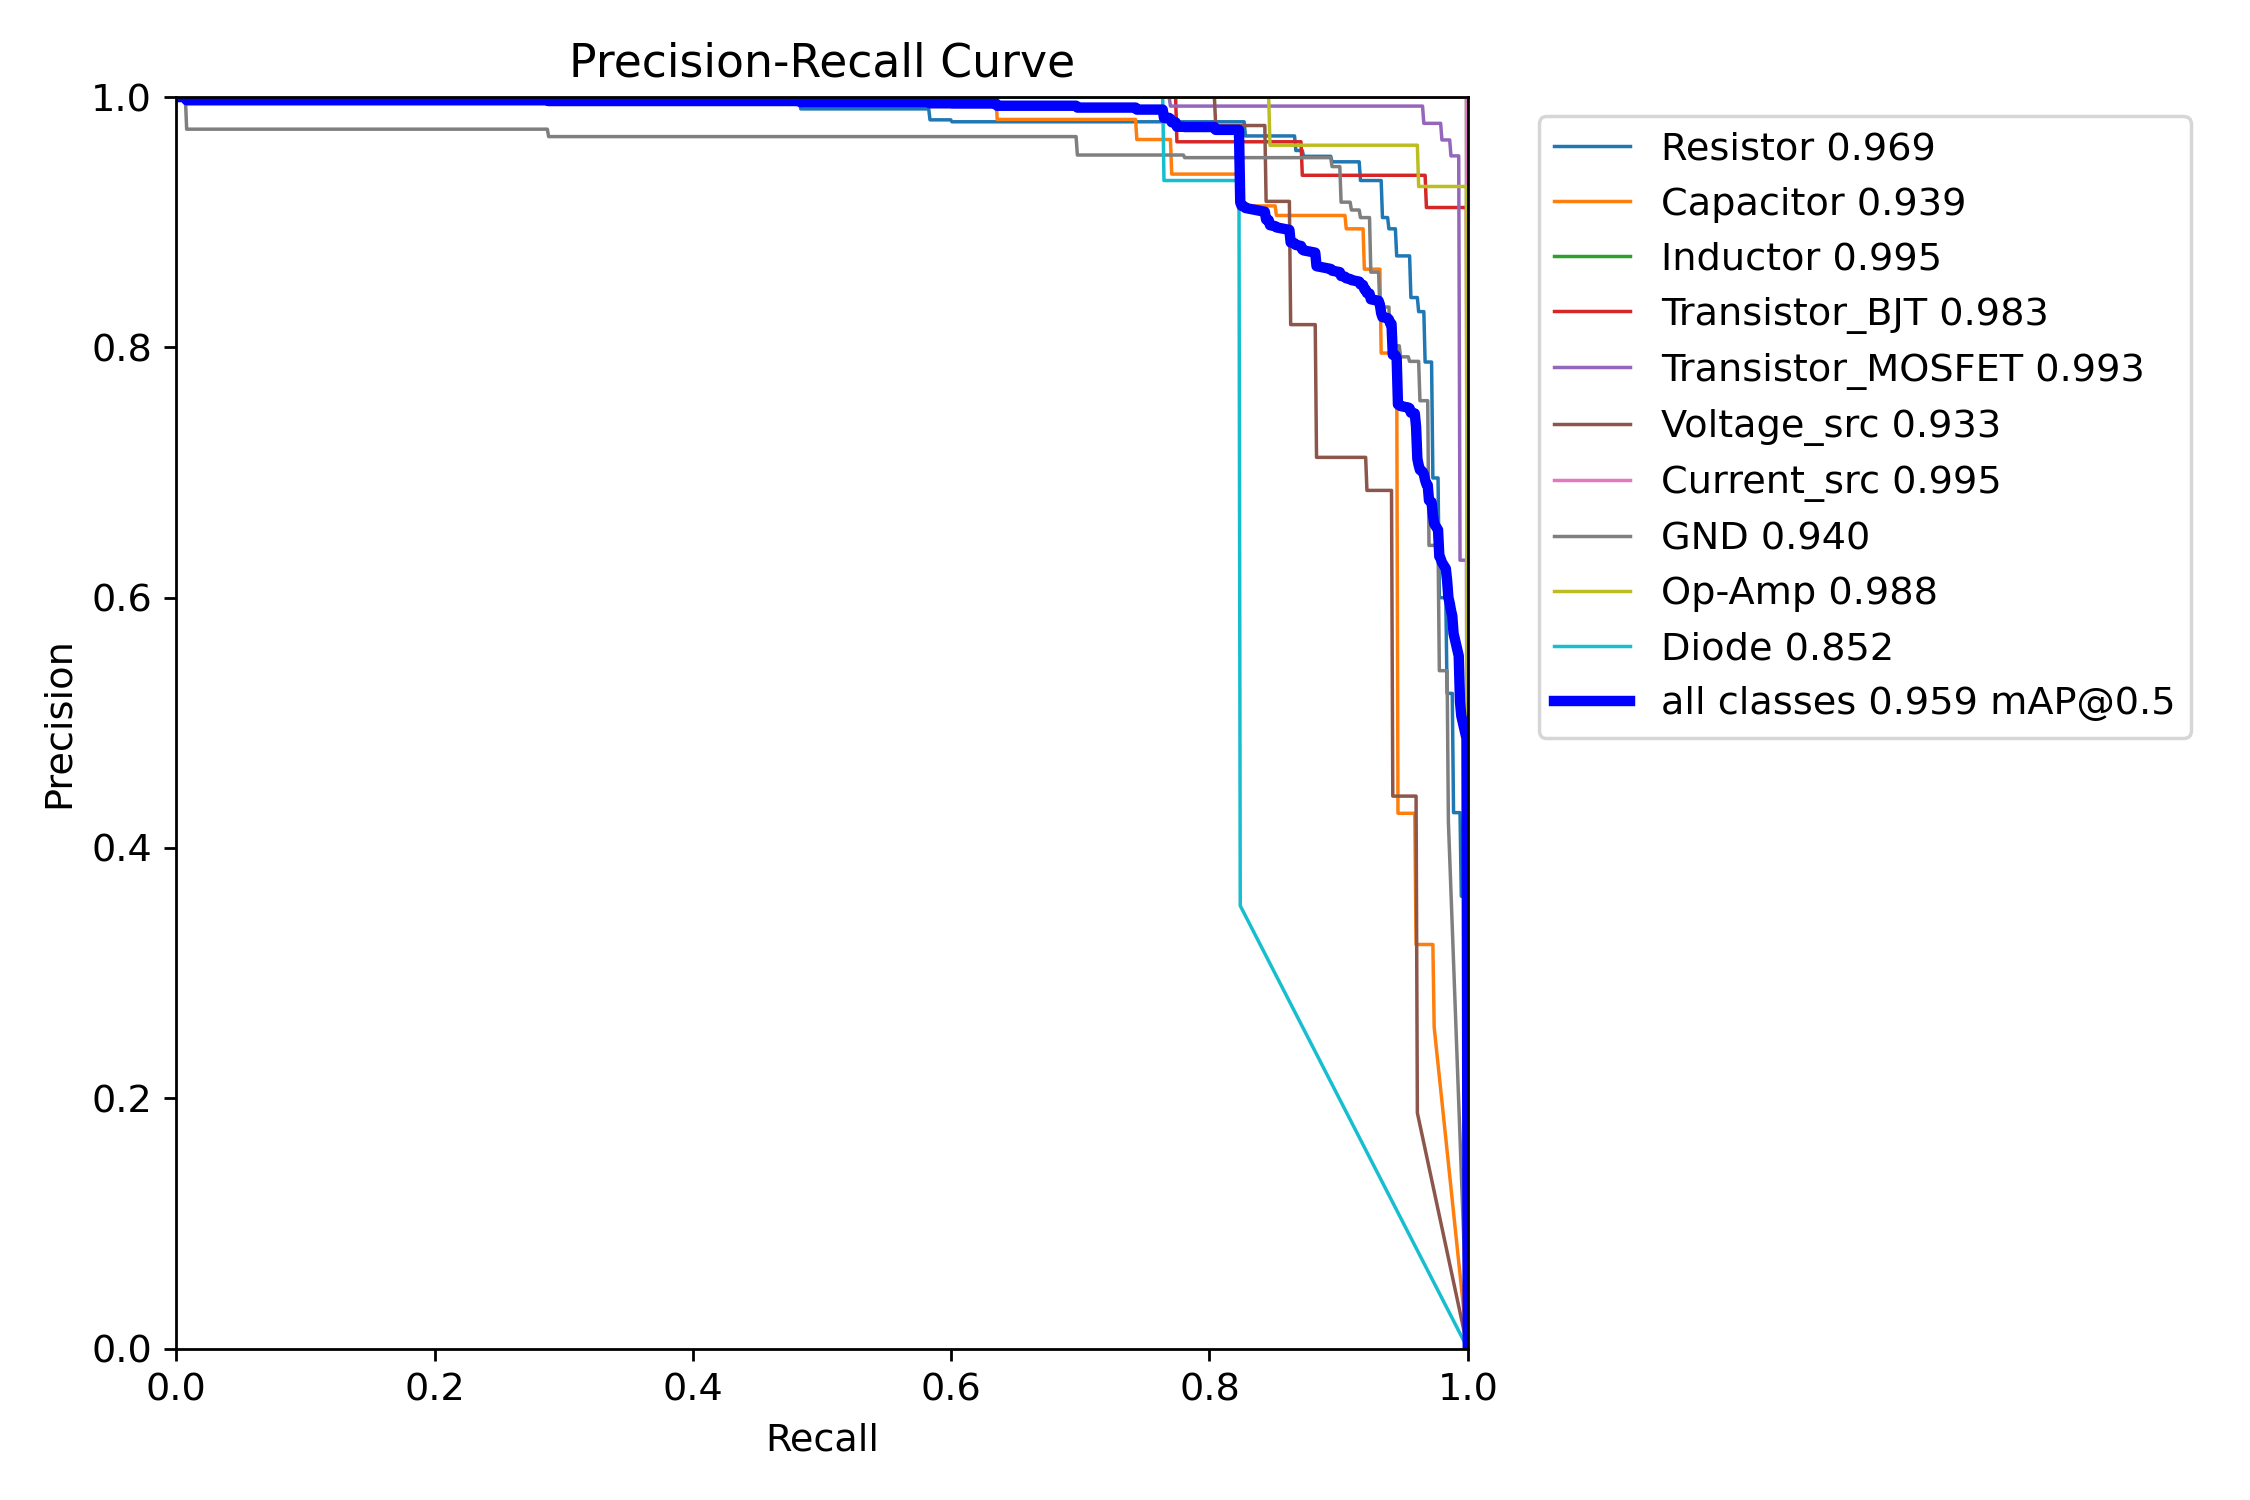 Precision-Recall Curve
1.0
0.8
0.6
0.4
0.2
0.0
Precision
0.0 0.2 0.4 0.6 0.8 1.0
Recall
Resistor 0.969
Capacitor 0.939
Inductor 0.995
Transistor_BJT 0.983
Transistor_MOSFET 0.993
Voltage_src 0.933
Current_src 0.995
GND 0.940
Op-Amp 0.988
Diode 0.852
all classes 0.959 mAP@0.5